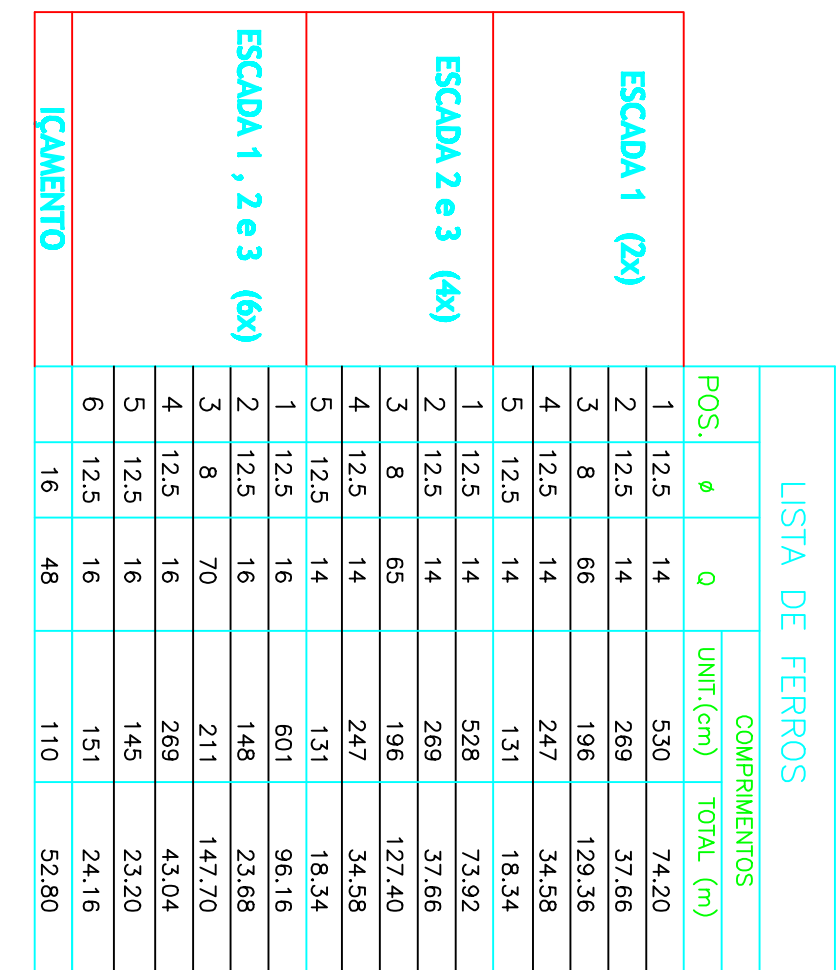 LISTA DE FERROS
POS. ø Q COMPRIMENTOS
UNIT.(cm) TOTAL (m)
ESCADA 1 (2x)
1 12.5 14 530 74.20
2 12.5 14 269 37.66
3 8 66 196 129.36
4 12.5 14 247 34.58
5 12.5 14 131 18.34
ESCADA 2 e 3 (4x)
1 12.5 14 528 73.92
2 12.5 14 269 37.66
3 8 65 196 127.40
4 12.5 14 247 34.58
5 12.5 14 131 18.34
ESCADA 1 , 2 e 3 (6x)
1 12.5 16 601 96.16
2 12.5 16 148 23.68
3 8 70 211 147.70
4 12.5 16 269 43.04
5 12.5 16 145 23.20
6 12.5 16 151 24.16
IÇAMENTO 16 48 110 52.80